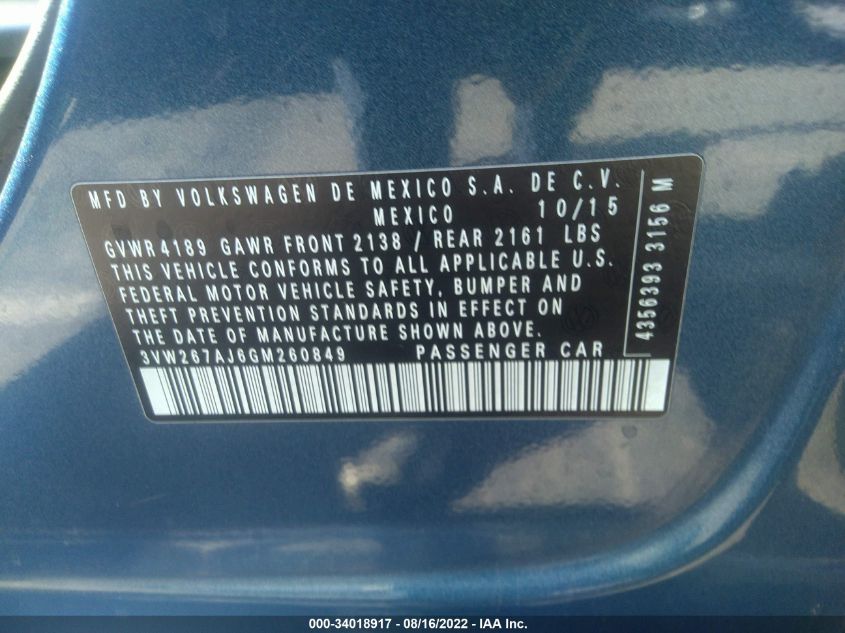 MFD BY VOLKSWAGEN DE MEXICO S.A. DE C.V.
MEXICO 10/15
GVWR 4189 GAWR FRONT 2138 / REAR 2161 LBS
THIS VEHICLE CONFORMS TO ALL APPLICABLE U.S.
FEDERAL MOTOR VEHICLE SAFETY, BUMPER AND
THEFT PREVENTION STANDARDS IN EFFECT ON
THE DATE OF MANUFACTURE SHOWN ABOVE.
3VW267AJ6GM260849 PASSENGER CAR
4356393 3156 M
000-34018917 - 08/16/2022 - IAA Inc.